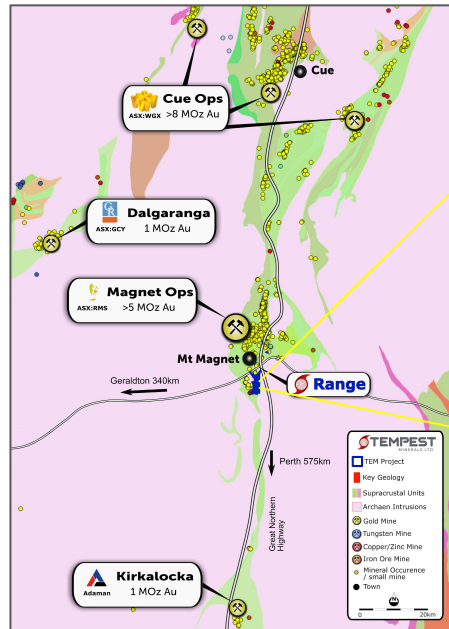 Cue
Cue Ops
ASX:WGX >8 MOz Au
GR
Dalgaranga
ASX:GCY 1 MOz Au
Magnet Ops
ASX:RMS >5 MOz Au
Mt Magnet
Range
Geraldton 340km
Perth 575km
Great Northern
Highway
Kirkalocka
Adaman 1 MOz Au
TEMPEST
MINERALS LTD
TEM Project
Key Geology
Supracrustal Units
Archaen Intrusions
Gold Mine
Tungsten Mine
Copper/Zinc Mine
Iron Ore Mine
Mineral Occurence
/ small mine
Town
N
0 20km